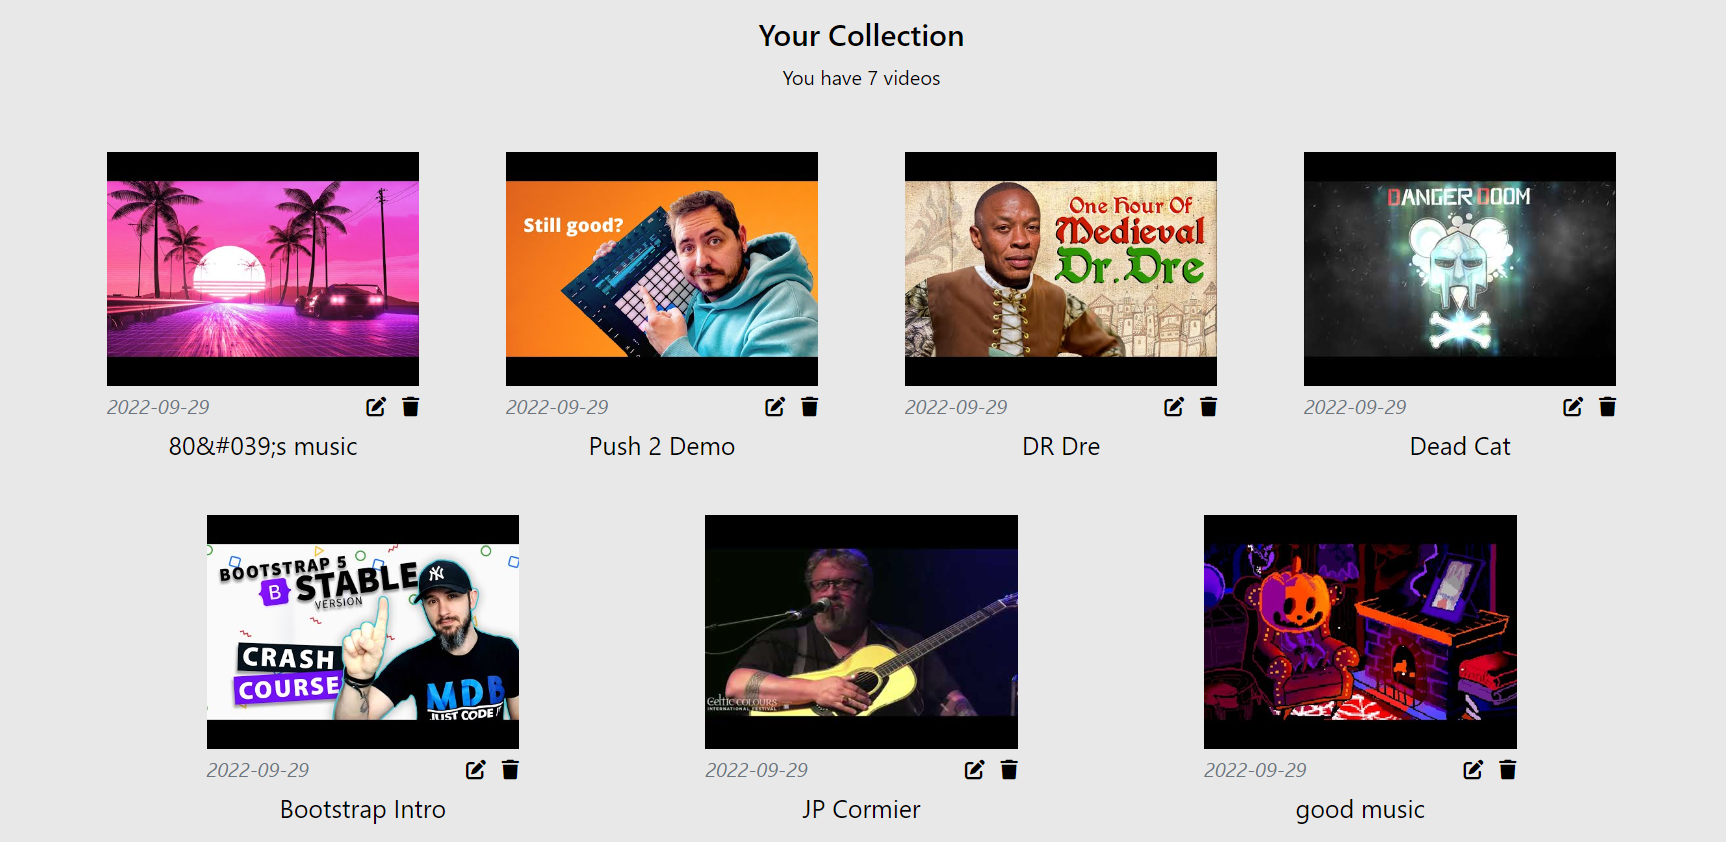 Your Collection
You have 7 videos
Still good?
One Hour Of
Medieval
Dr. Dre
DANGER DOOM
2022-09-29
2022-09-29
2022-09-29
2022-09-29
80&#039;s music
Push 2 Demo
DR Dre
Dead Cat
BOOTSTRAP 5
B STABLE
VERSION
CRASH
COURSE
MDB
JUST CODE IT
Celtic Colours
INTERNATIONAL FESTIVAL
2022-09-29
2022-09-29
2022-09-29
Bootstrap Intro
JP Cormier
good music